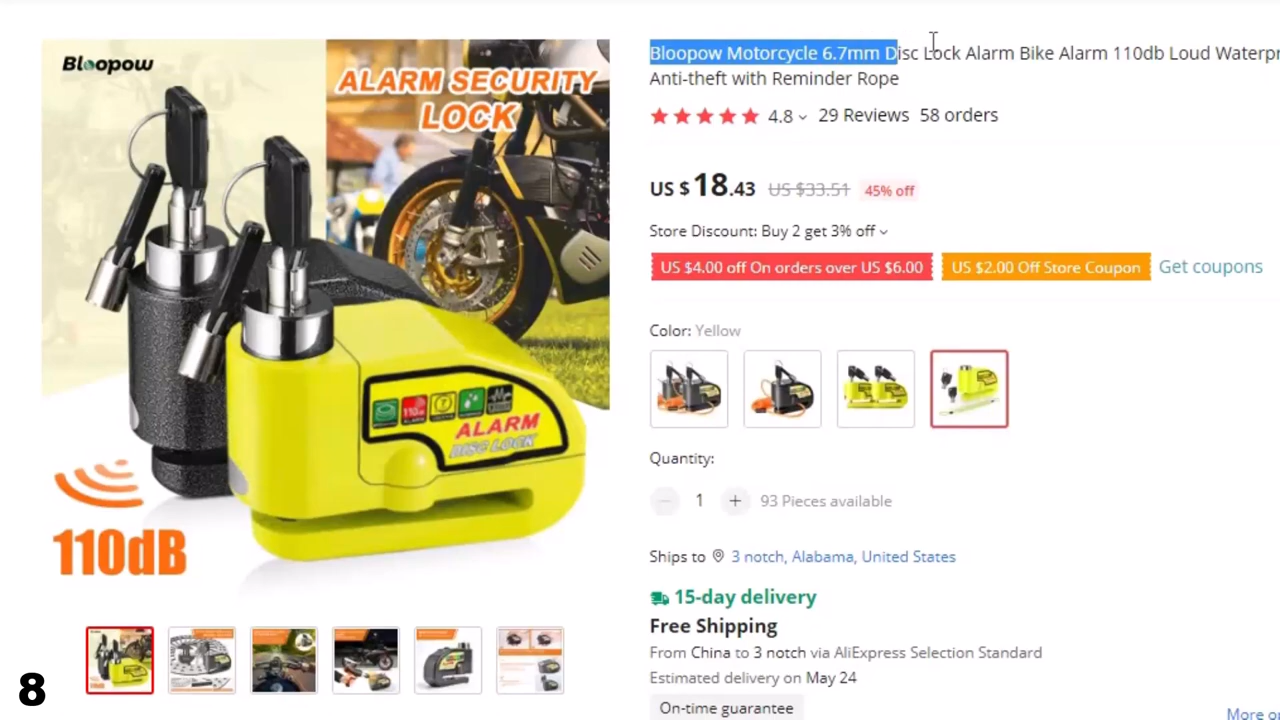 Bloopow
ALARM SECURITY
LOCK
110dB
ALARM
DISC LOCK
Bloopow Motorcycle 6.7mm Disc Lock Alarm Bike Alarm 110db Loud Waterpr
Anti-theft with Reminder Rope
4.8 29 Reviews 58 orders
US $18.43 US $33.51 45% off
Store Discount: Buy 2 get 3% off
US $4.00 off On orders over US $6.00 US $2.00 Off Store Coupon Get coupons
Color: Yellow
Quantity:
1 + 93 Pieces available
Ships to 3 notch, Alabama, United States
15-day delivery
Free Shipping
From China to 3 notch via AliExpress Selection Standard
Estimated delivery on May 24
On-time guarantee
More o
8